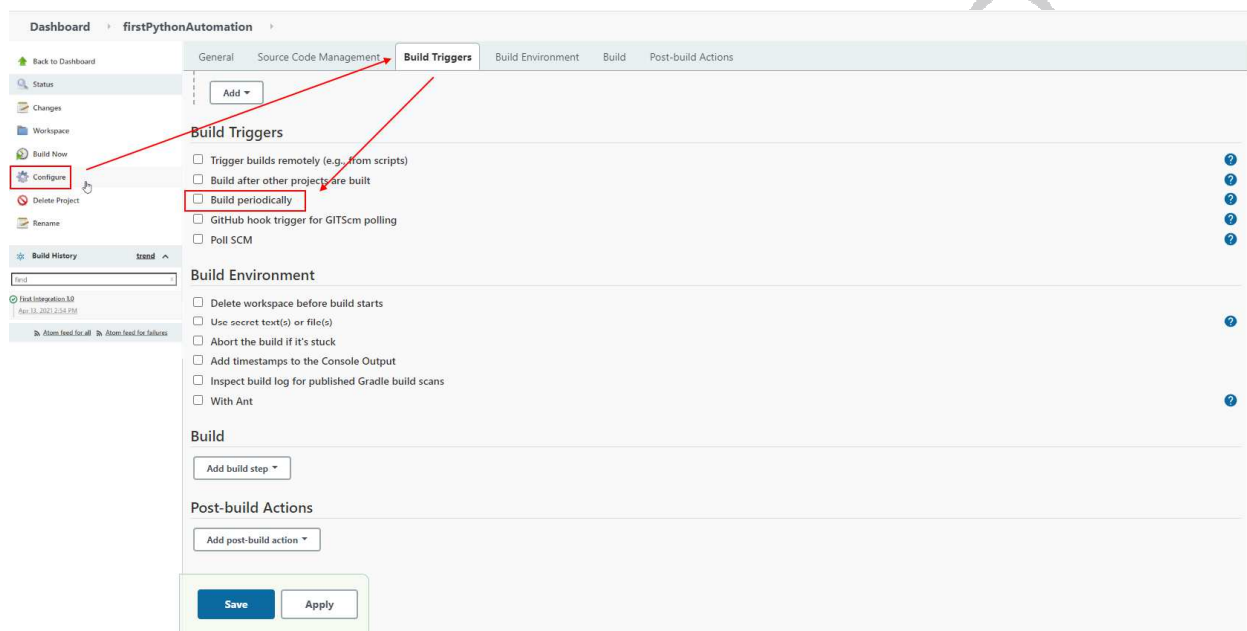 Dashboard firstPythonAutomation
Back to Dashboard
Status
Changes
Workspace
Build Now
Configure
Delete Project
Rename
Build History trend
find x
First Integration 3.0
Apr 13, 2021 2:54 PM
Atom feed for all Atom feed for failures
General Source Code Management Build Triggers Build Environment Build Post-build Actions
Add
Build Triggers
Trigger builds remotely (e.g., from scripts) ?
Build after other projects are built ?
Build periodically ?
GitHub hook trigger for GITScm polling ?
Poll SCM ?
Build Environment
Delete workspace before build starts
Use secret text(s) or file(s) ?
Abort the build if it's stuck
Add timestamps to the Console Output
Inspect build log for published Gradle build scans
With Ant ?
Build
Add build step
Post-build Actions
Add post-build action
Save Apply